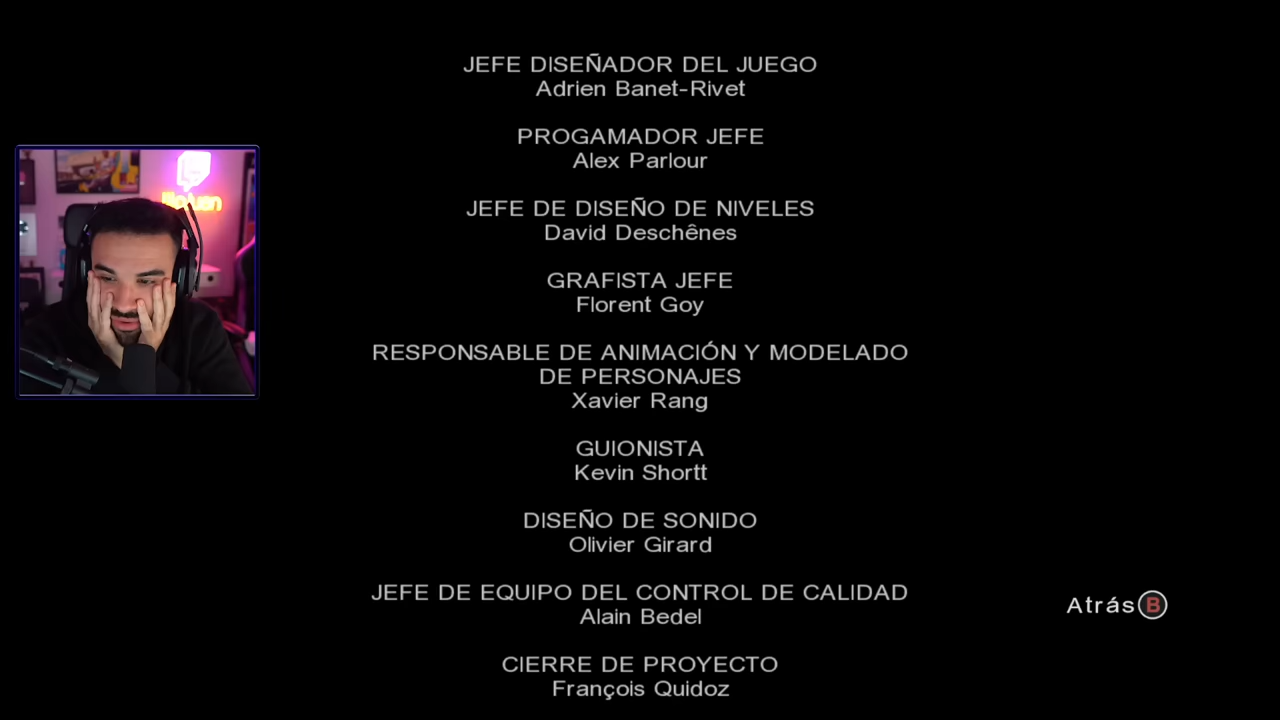 JEFE DISEÑADOR DEL JUEGO
Adrien Banet-Rivet
PROGAMADOR JEFE
Alex Parlour
JEFE DE DISEÑO DE NIVELES
David Deschênes
GRAFISTA JEFE
Florent Goy
RESPONSABLE DE ANIMACIÓN Y MODELADO
DE PERSONAJES
Xavier Rang
GUIONISTA
Kevin Shortt
DISEÑO DE SONIDO
Olivier Girard
JEFE DE EQUIPO DEL CONTROL DE CALIDAD
Alain Bedel
Atrás B
CIERRE DE PROYECTO
François Quidoz